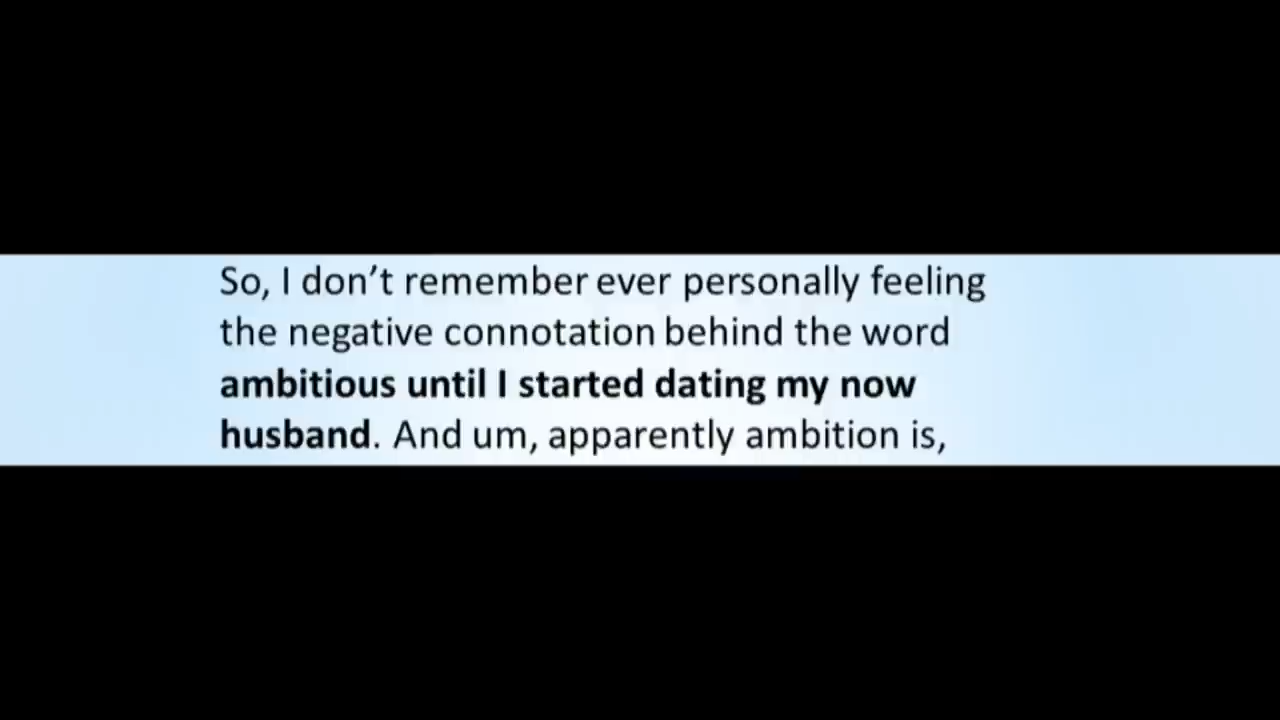 So, I don’t remember ever personally feeling
the negative connotation behind the word
ambitious until I started dating my now
husband. And um, apparently ambition is,